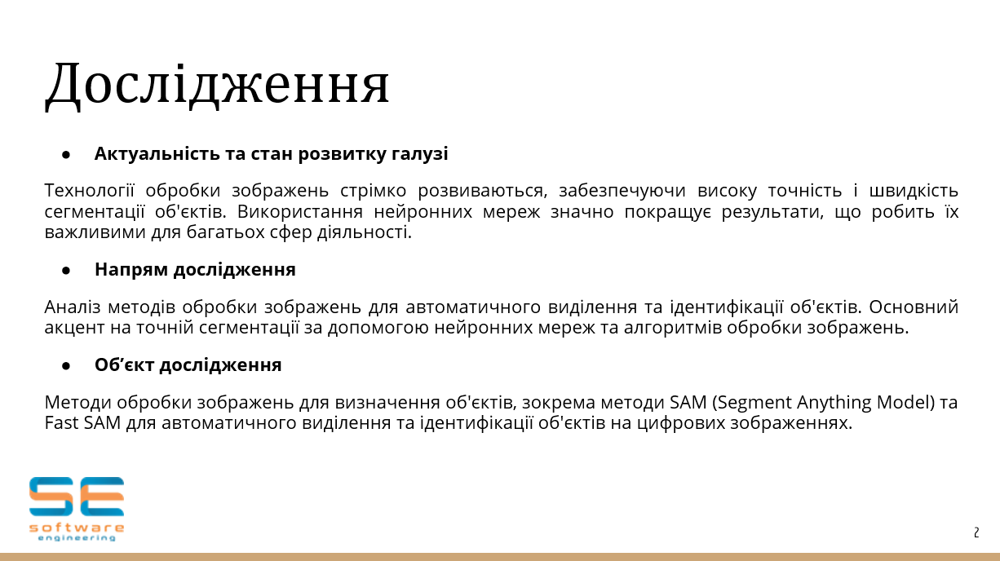 Дослідження
● Актуальність та стан розвитку галузі
Технології обробки зображень стрімко розвиваються, забезпечуючи високу точність і швидкість
сегментації об'єктів. Використання нейронних мереж значно покращує результати, що робить їх
важливими для багатьох сфер діяльності.
● Напрям дослідження
Аналіз методів обробки зображень для автоматичного виділення та ідентифікації об'єктів. Основний
акцент на точній сегментації за допомогою нейронних мереж та алгоритмів обробки зображень.
● Об’єкт дослідження
Методи обробки зображень для визначення об'єктів, зокрема методи SAM (Segment Anything Model) та
Fast SAM для автоматичного виділення та ідентифікації об'єктів на цифрових зображеннях.
SE
software
engineering
2